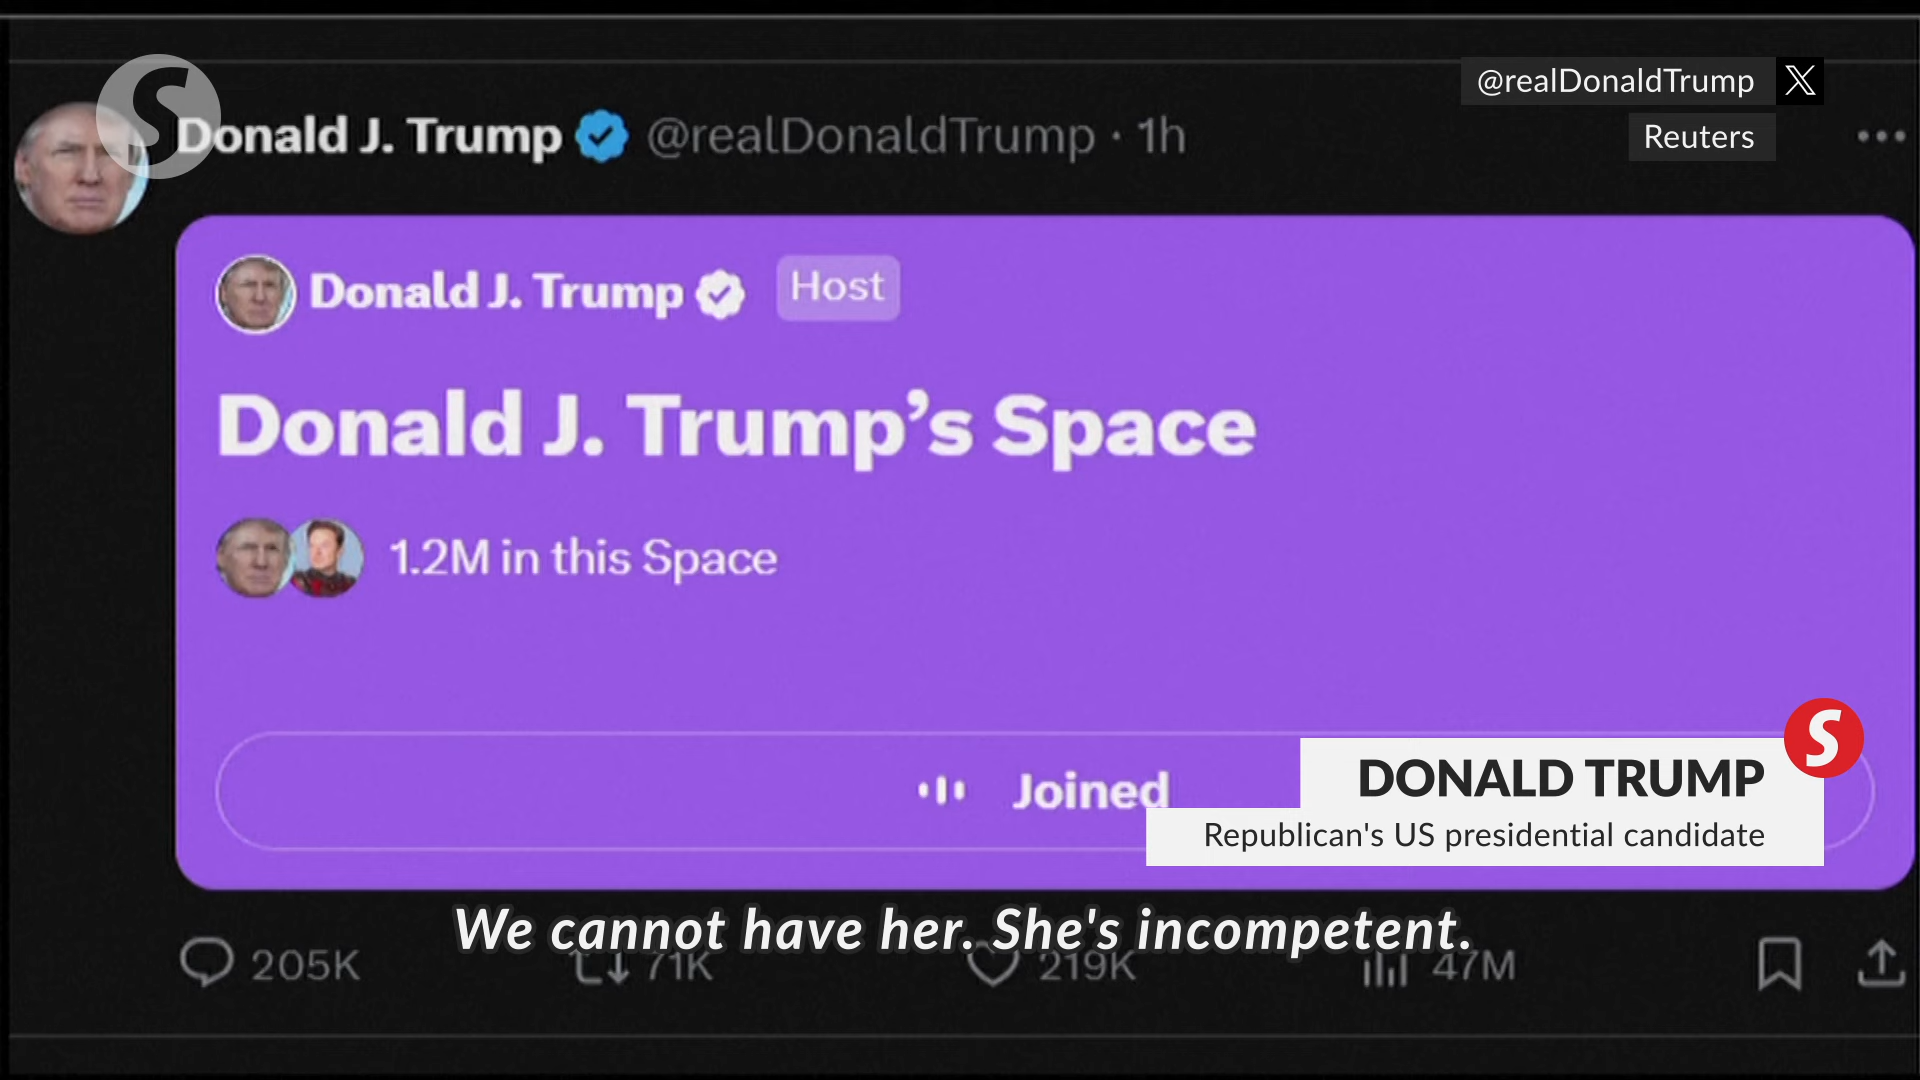 @realDonaldTrump X
Reuters
Donald J. Trump @realDonaldTrump · 1h
Donald J. Trump Host
Donald J. Trump’s Space
1.2M in this Space
Joined
S
DONALD TRUMP
Republican's US presidential candidate
We cannot have her. She's incompetent.
205K 71K 219K 47M